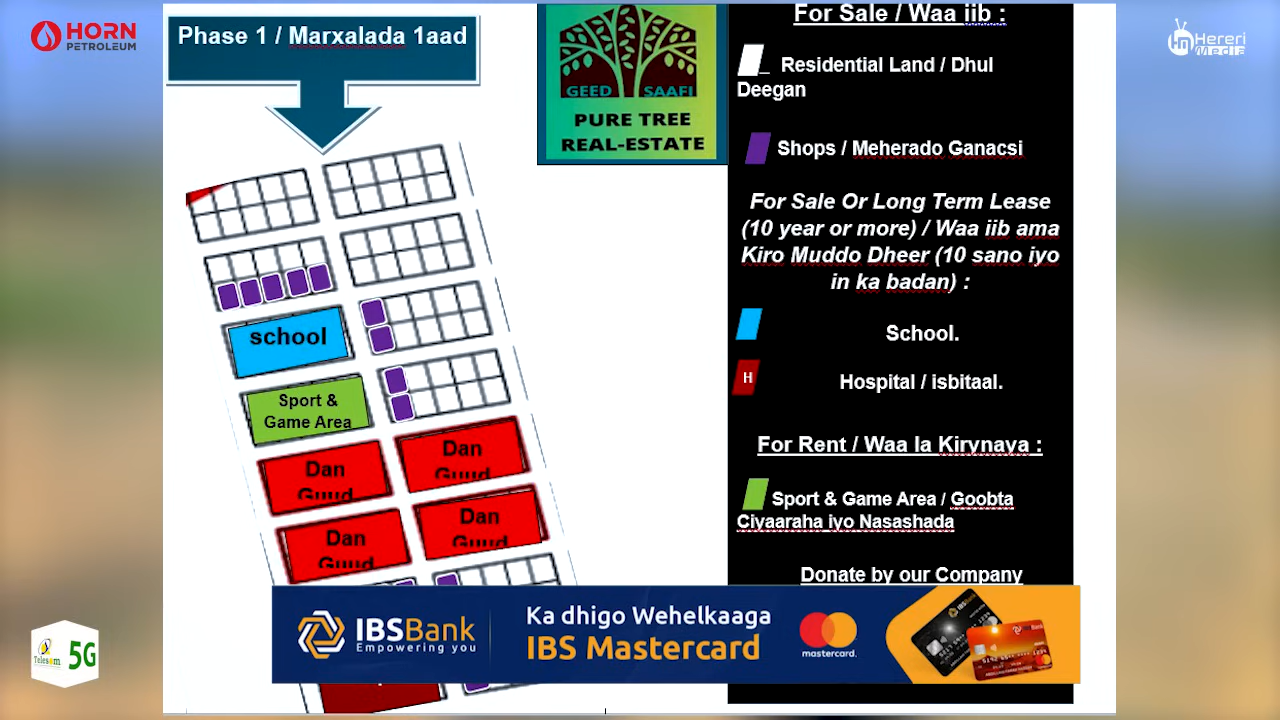 HORN
PETROLEUM
Phase 1 / Marxalada 1aad
GEED SAAFI
PURE TREE
REAL-ESTATE
For Sale / Waa iib :
Residential Land / Dhul
Deegan
Shops / Meherado Ganacsi
For Sale Or Long Term Lease
(10 year or more) / Waa iib ama
Kiro Muddo Dheer (10 sano iyo
in ka badan) :
School.
H
Hospital / isbitaal.
For Rent / Waa la Kirynaya :
Sport & Game Area / Goobta
Ciyaaraha iyo Nasashada
Donate by our Company
Hereri
Media
school
Sport &
Game Area
Dan
Guud
Dan
Guud
Dan
Guud
Dan
Guud
IBSBank
Empowering you
Ka dhigo Wehelkaaga
IBS Mastercard
mastercard.
Telesom 5G